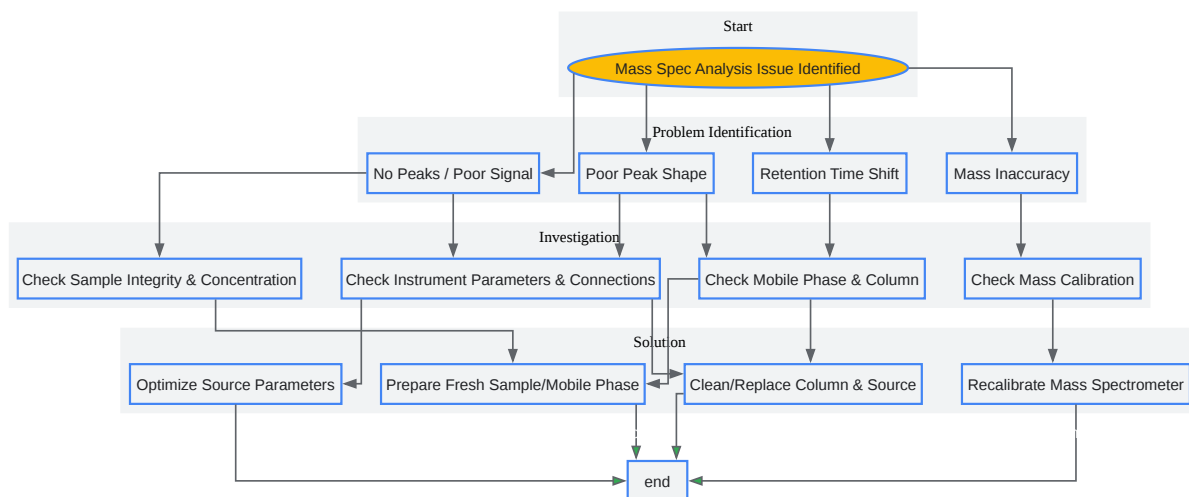 Start
Mass Spec Analysis Issue Identified
Problem Identification
No Peaks / Poor Signal
Poor Peak Shape
Retention Time Shift
Mass Inaccuracy
Investigation
Check Sample Integrity & Concentration
Check Instrument Parameters & Connections
Check Mobile Phase & Column
Check Mass Calibration
Solution
Optimize Source Parameters
Prepare Fresh Sample/Mobile Phase
Clean/Replace Column & Source
Recalibrate Mass Spectrometer
end